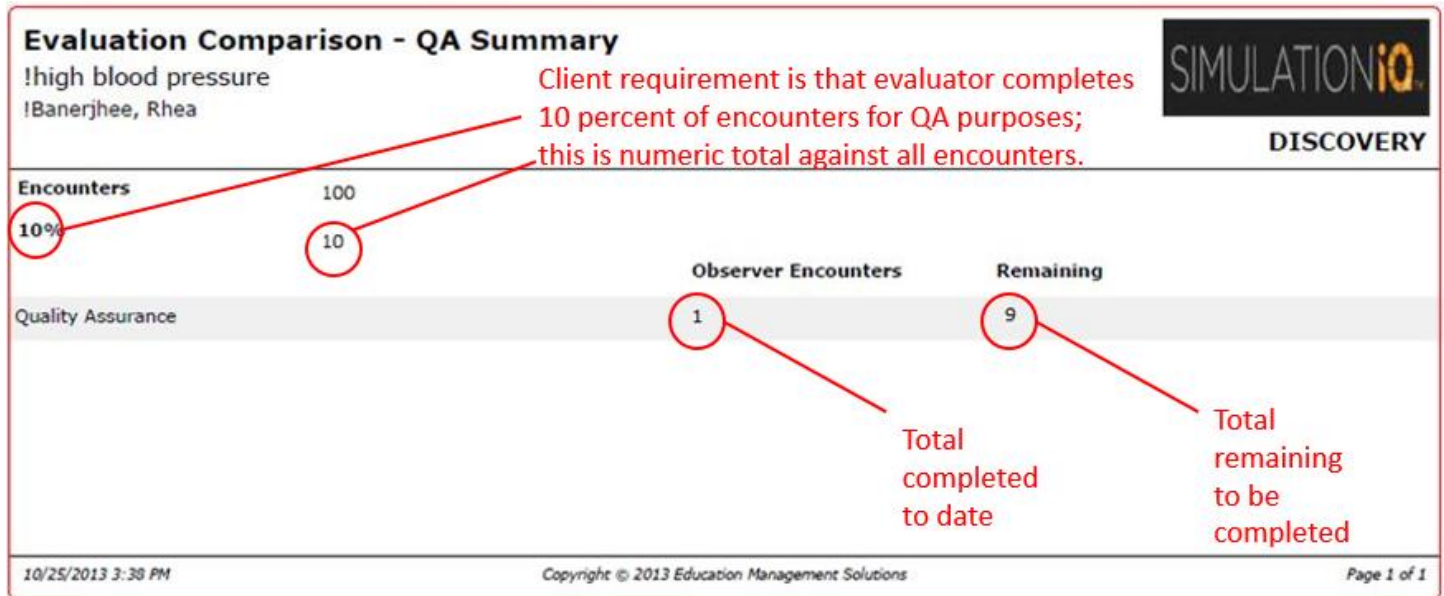 Evaluation Comparison - QA Summary
!high blood pressure
!Banerjhee, Rhea
Client requirement is that evaluator completes
10 percent of encounters for QA purposes;
this is numeric total against all encounters.
SIMULATIONiQ™
DISCOVERY
Encounters 100
10% 10
Observer Encounters Remaining
Quality Assurance 1 9
Total
completed
to date
Total
remaining
to be
completed
10/25/2013 3:38 PM Copyright © 2013 Education Management Solutions Page 1 of 1